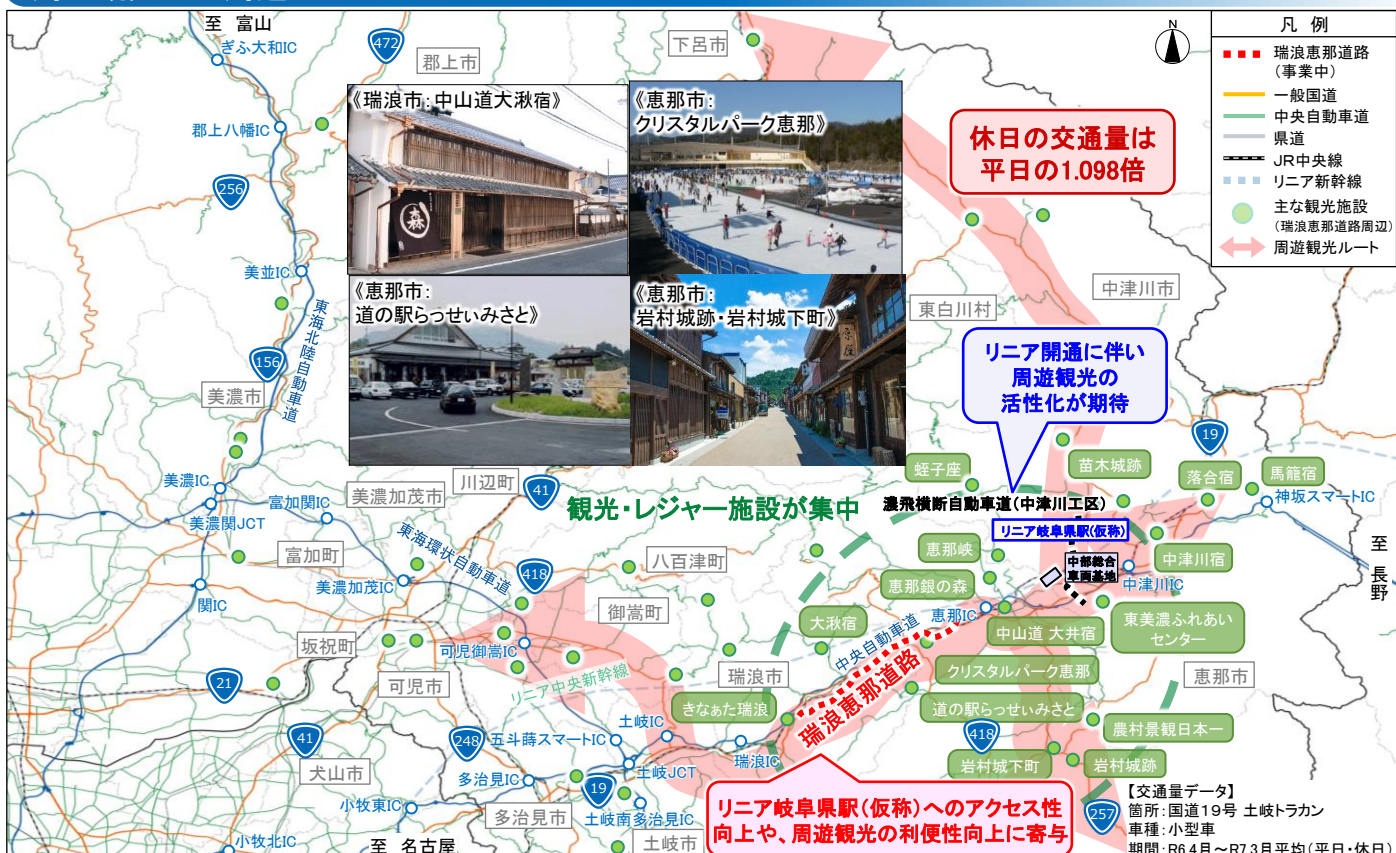 至 富山
ぎふ大和IC
472
郡上市
下呂市
N
凡 例
瑞浪恵那道路
(事業中)
一般国道
中央自動車道
県道
JR中央線
リニア新幹線
主な観光施設
(瑞浪恵那道路周辺)
周遊観光ルート
《瑞浪市:中山道大湫宿》
《恵那市:
クリスタルパーク恵那》
《恵那市:
道の駅らっせぃみさと》
《恵那市:
岩村城跡・岩村城下町》
休日の交通量は
平日の1.098倍
郡上八幡IC
256
美並IC
東海北陸自動車道
156
美濃市
東白川村
中津川市
リニア開通に伴い
周遊観光の
活性化が期待
19
美濃IC
美濃関JCT
富加関IC
美濃加茂市
川辺町
41
観光・レジャー施設が集中
蛭子座
苗木城跡
落合宿
馬籠宿
神坂スマートIC
濃飛横断自動車道(中津川工区)
リニア岐阜県駅(仮称)
至 長野
富加町
東海環状自動車道
美濃加茂IC
418
八百津町
恵那峡
恵那銀の森
中部総合
車両基地
中津川宿
中津川IC
関IC
御嵩町
大湫宿
中央自動車道
恵那IC
中山道 大井宿
東美濃ふれあい
センター
坂祝町
可児御嵩IC
21
可児市
リニア中央新幹線
瑞浪市
瑞浪恵那道路
クリスタルパーク恵那
恵那市
きなぁた瑞浪
道の駅らっせいみさと
農村景観日本一
41
犬山市
248
五斗蒔スマートIC
土岐IC
土岐JCT
瑞浪IC
418
岩村城下町
岩村城跡
多治見IC
19
小牧東IC
多治見市
土岐南多治見IC
リニア岐阜県駅(仮称)へのアクセス性
向上や、周遊観光の利便性向上に寄与
257
【交通量データ】
箇所:国道19号 土岐トラカン
車種:小型車
期間:R6.4月~R7.3月平均(平日・休日)
小牧北IC
至 名古屋
土岐市